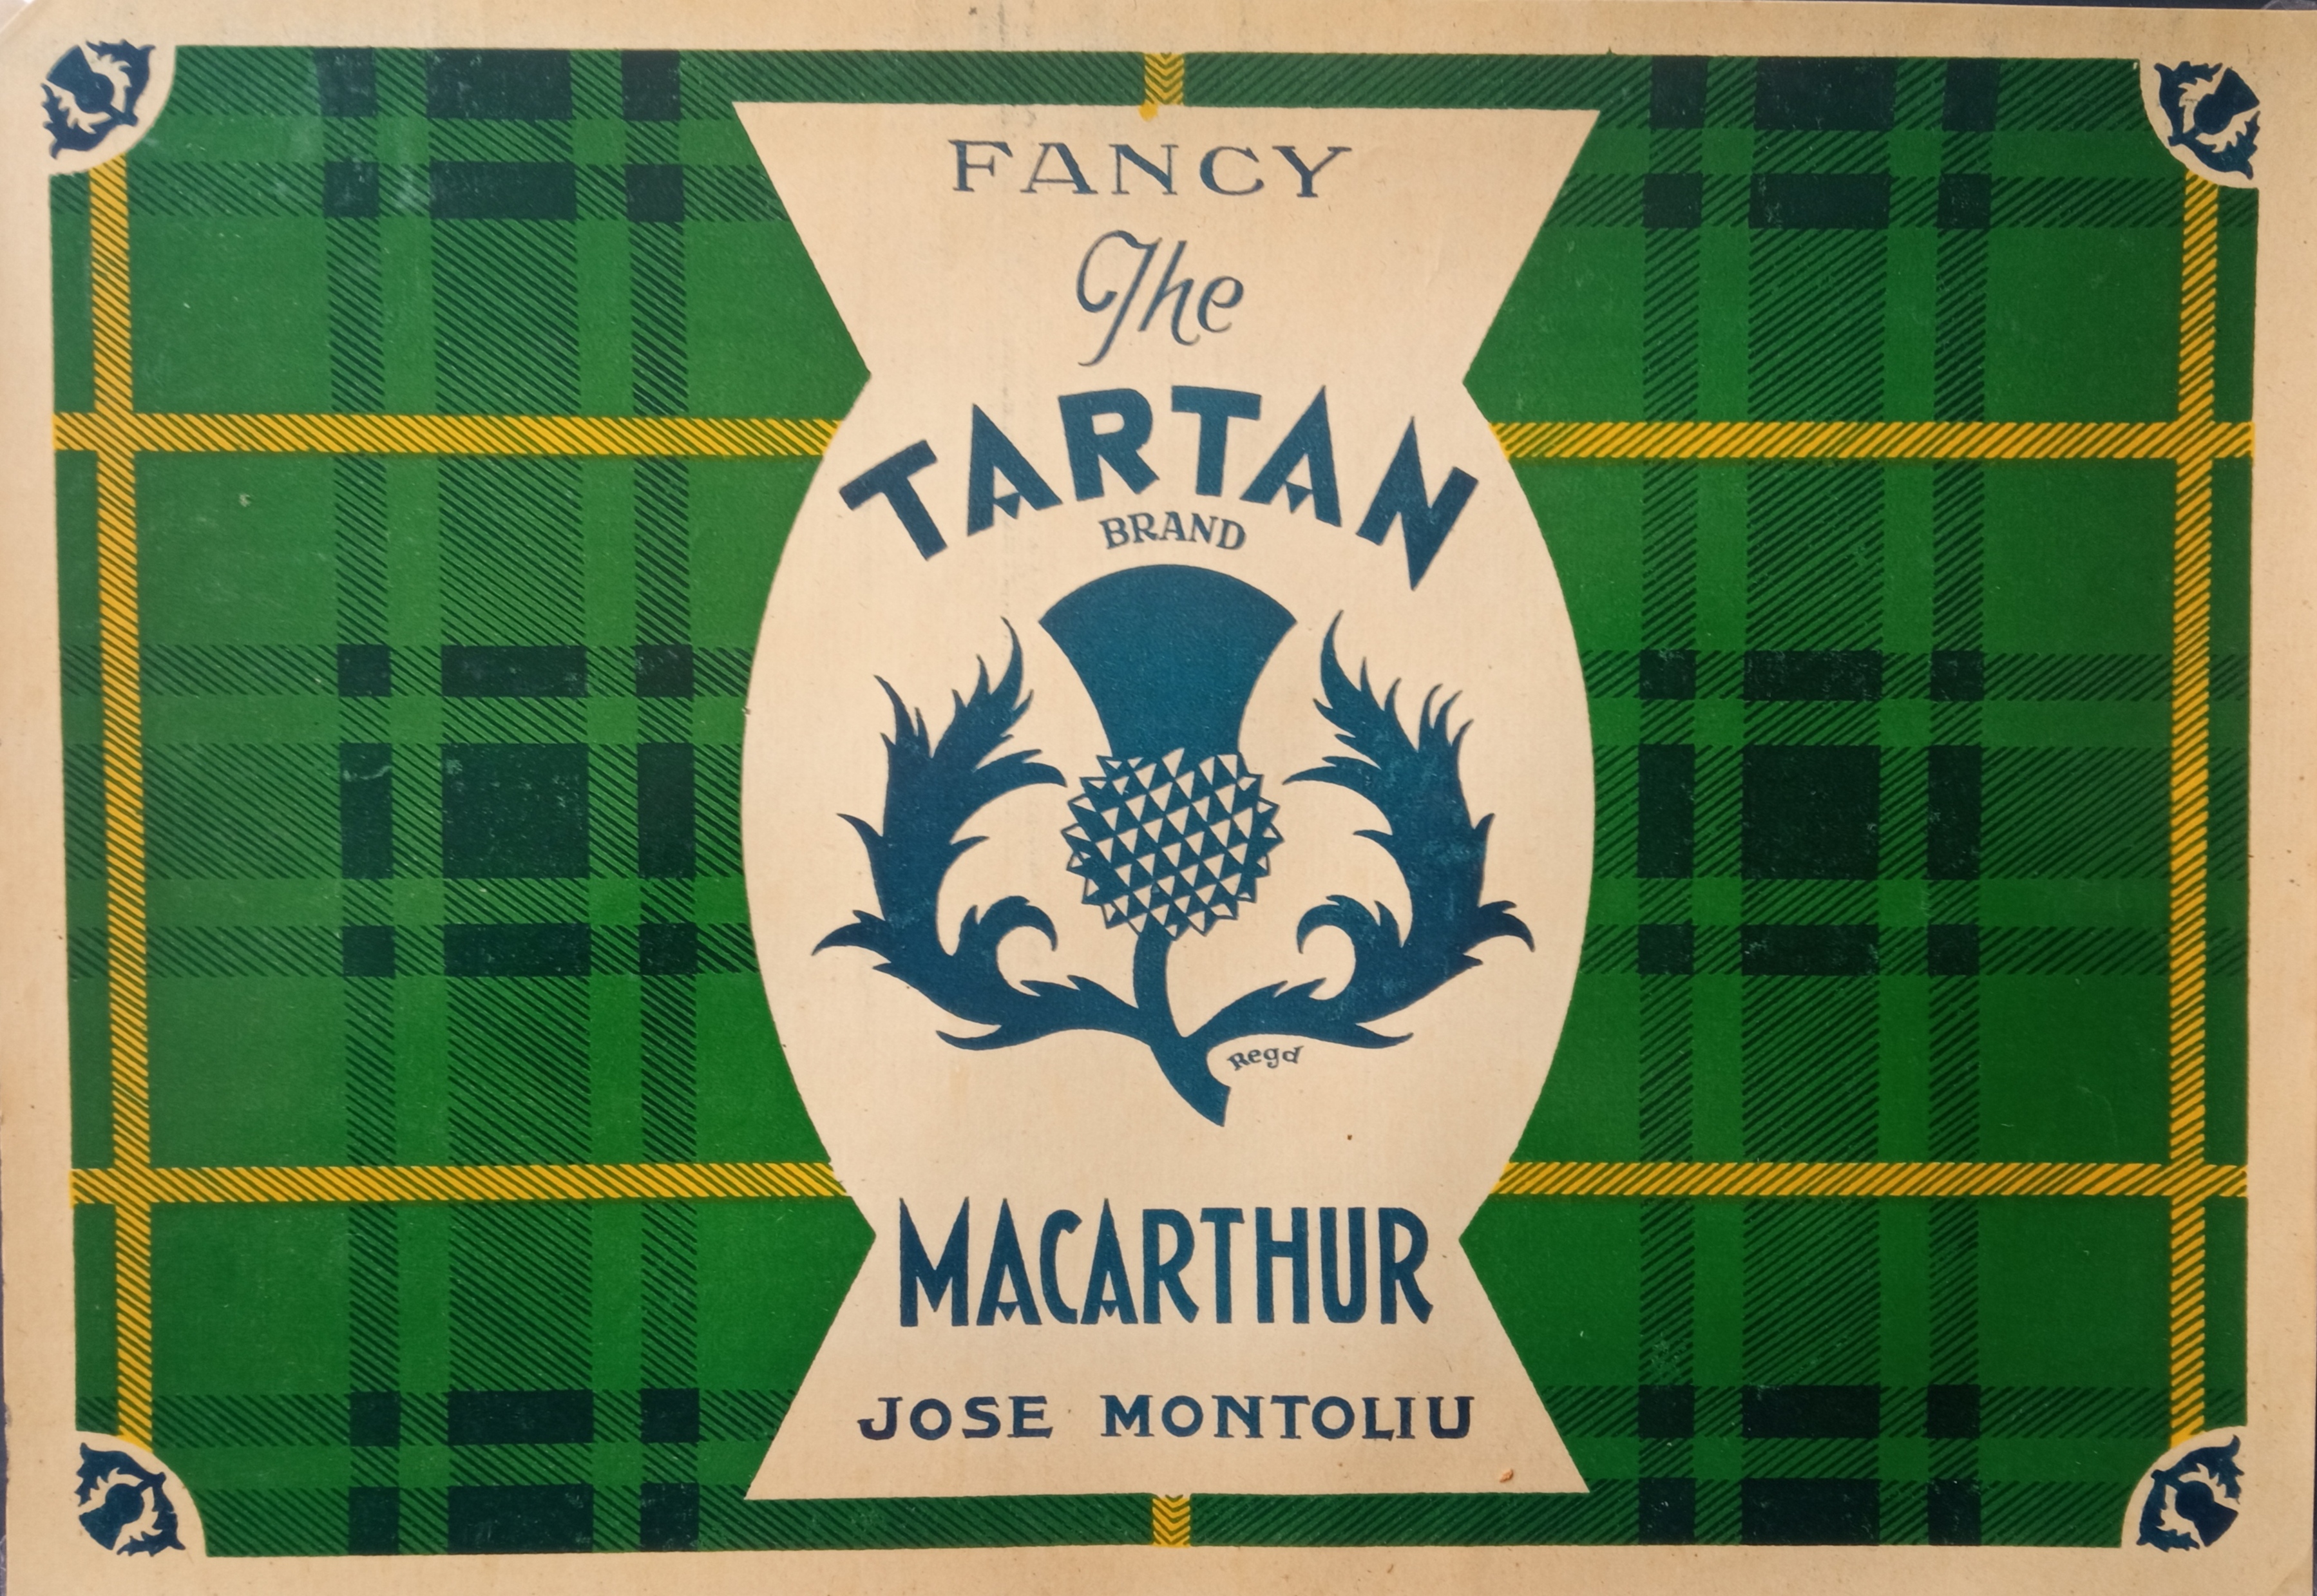 FANCY
The
TARTAN
BRAND
Regd
MACARTHUR
JOSE MONTOLIU